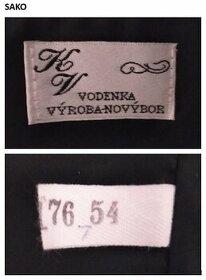 SAKO
KV
VODENKA
VÝROBA-NOVÝBOR
176 54
7